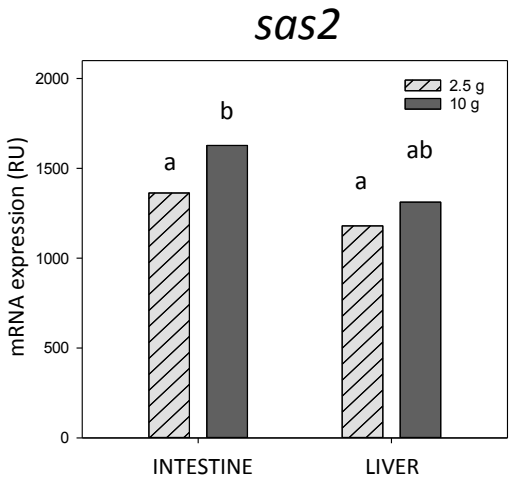 sas2
mRNA expression (RU)
2000
1500
1000
500
0
2.5 g
10 g
a
b
a
ab
INTESTINE
LIVER